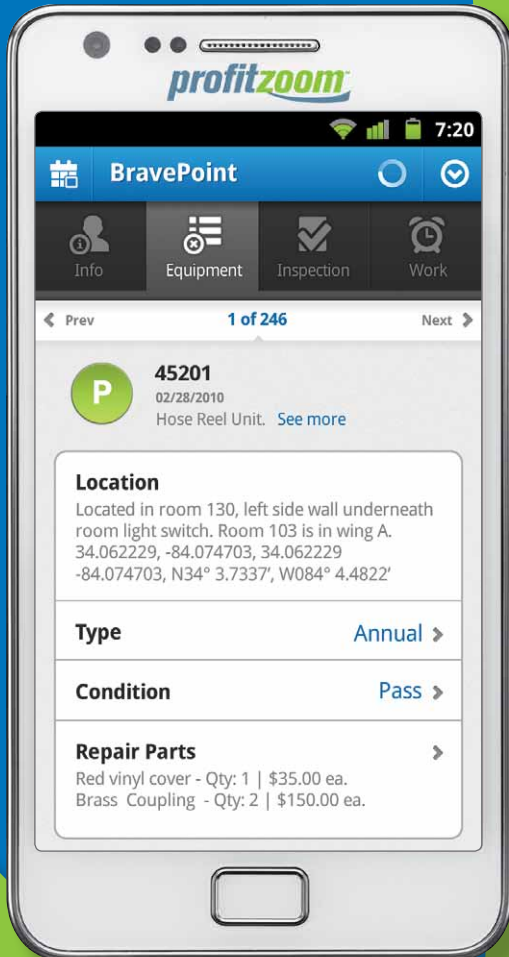 profitzoom
7:20
BravePoint
Info
Equipment
Inspection
Work
Prev
1 of 246
Next
P
45201
02/28/2010
Hose Reel Unit. See more
Location
Located in room 130, left side wall underneath
room light switch. Room 103 is in wing A.
34.062229, -84.074703, 34.062229
-84.074703, N34° 3.7337’, W084° 4.4822’
Type
Annual
Condition
Pass
Repair Parts
Red vinyl cover - Qty: 1 | $35.00 ea.
Brass Coupling - Qty: 2 | $150.00 ea.